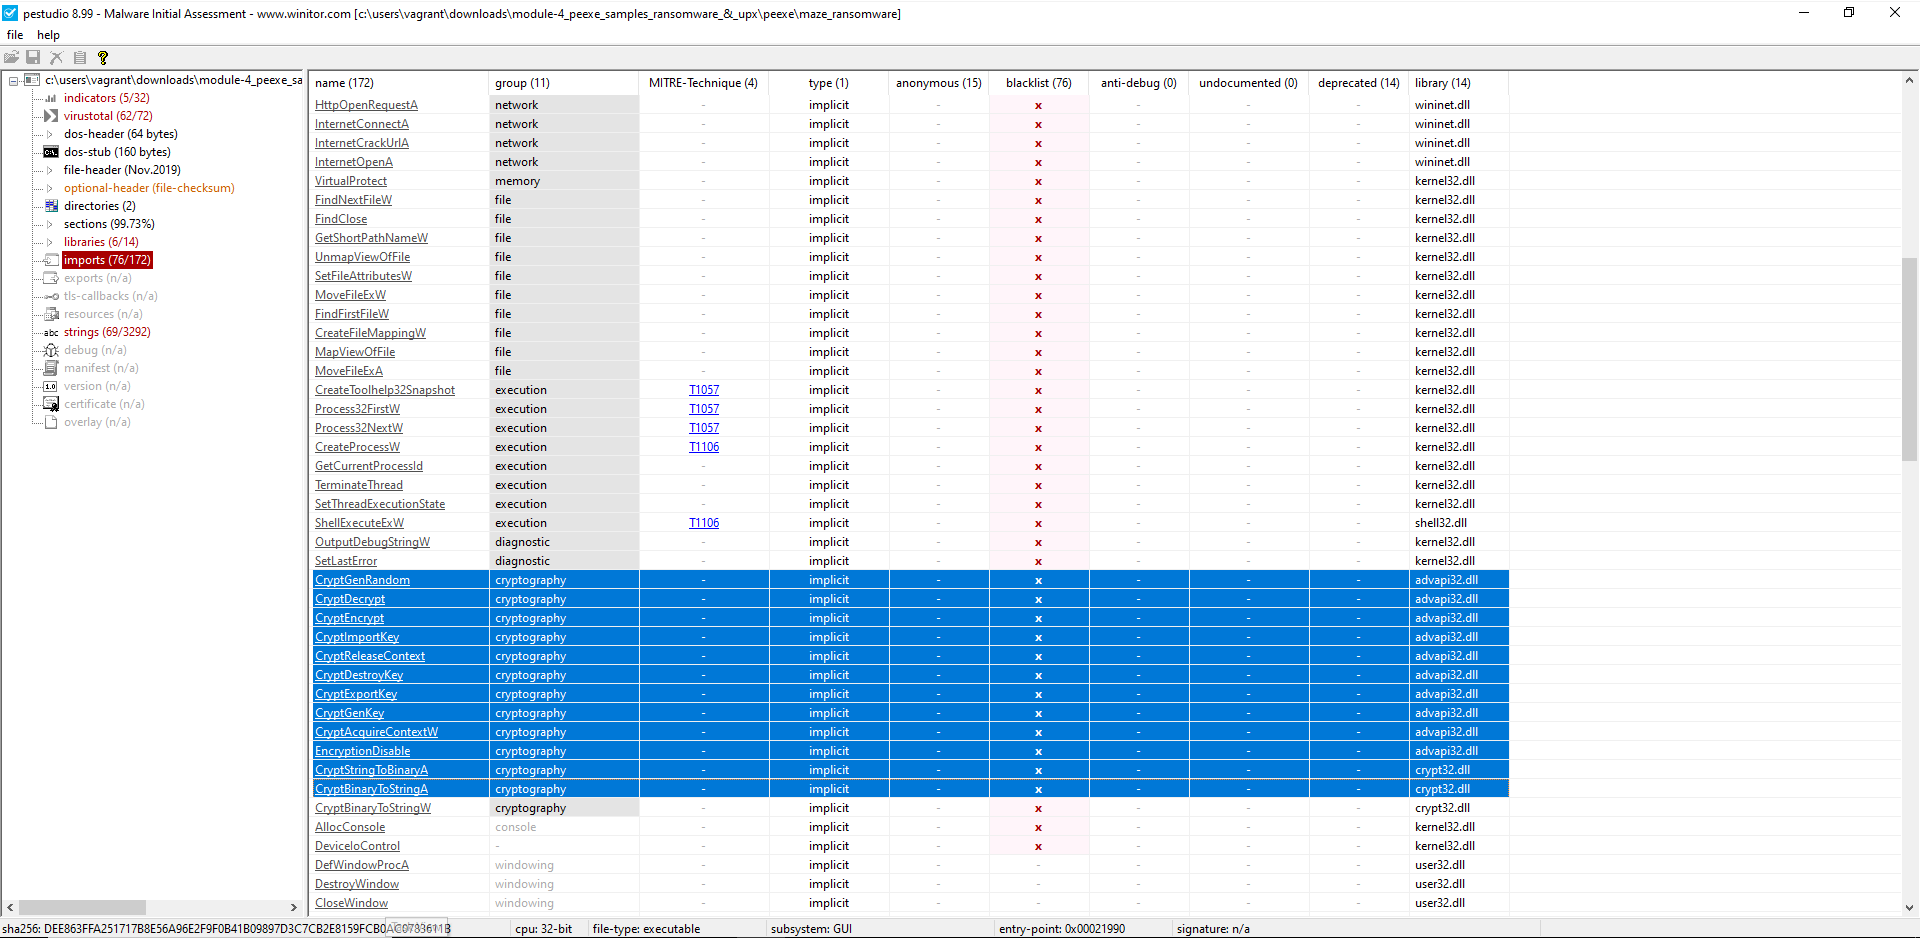 pestudio 8.99 - Malware Initial Assessment - www.winitor.com [c:\users\vagrant\downloads\module-4_peexe_samples_ransomware_&_upx\peexe\maze_ransomware]
file help
c:\users\vagrant\downloads\module-4_peexe_sa
indicators (5/32)
virustotal (62/72)
dos-header (64 bytes)
dos-stub (160 bytes)
file-header (Nov.2019)
optional-header (file-checksum)
directories (2)
sections (99.73%)
libraries (6/14)
imports (76/172)
exports (n/a)
tls-callbacks (n/a)
resources (n/a)
abc strings (69/3292)
debug (n/a)
manifest (n/a)
1.0 version (n/a)
certificate (n/a)
overlay (n/a)
name (172) group (11) MITRE-Technique (4) type (1) anonymous (15) blacklist (76) anti-debug (0) undocumented (0) deprecated (14) library (14)
HttpOpenRequestA network - implicit - x - - - wininet.dll
InternetConnectA network - implicit - x - - - wininet.dll
InternetCrackUrlA network - implicit - x - - - wininet.dll
InternetOpenA network - implicit - x - - - wininet.dll
VirtualProtect memory - implicit - x - - - kernel32.dll
FindNextFileW file - implicit - x - - - kernel32.dll
FindClose file - implicit - x - - - kernel32.dll
GetShortPathNameW file - implicit - x - - - kernel32.dll
UnmapViewOfFile file - implicit - x - - - kernel32.dll
SetFileAttributesW file - implicit - x - - - kernel32.dll
MoveFileExW file - implicit - x - - - kernel32.dll
FindFirstFileW file - implicit - x - - - kernel32.dll
CreateFileMappingW file - implicit - x - - - kernel32.dll
MapViewOfFile file - implicit - x - - - kernel32.dll
MoveFileExA file - implicit - x - - - kernel32.dll
CreateToolhelp32Snapshot execution T1057 implicit - x - - - kernel32.dll
Process32FirstW execution T1057 implicit - x - - - kernel32.dll
Process32NextW execution T1057 implicit - x - - - kernel32.dll
CreateProcessW execution T1106 implicit - x - - - kernel32.dll
GetCurrentProcessId execution - implicit - x - - - kernel32.dll
TerminateThread execution - implicit - x - - - kernel32.dll
SetThreadExecutionState execution - implicit - x - - - kernel32.dll
ShellExecuteExW execution T1106 implicit - x - - - shell32.dll
OutputDebugStringW diagnostic - implicit - x - - - kernel32.dll
SetLastError diagnostic - implicit - x - - - kernel32.dll
CryptGenRandom cryptography - implicit - x - - - advapi32.dll
CryptDecrypt cryptography - implicit - x - - - advapi32.dll
CryptEncrypt cryptography - implicit - x - - - advapi32.dll
CryptImportKey cryptography - implicit - x - - - advapi32.dll
CryptReleaseContext cryptography - implicit - x - - - advapi32.dll
CryptDestroyKey cryptography - implicit - x - - - advapi32.dll
CryptExportKey cryptography - implicit - x - - - advapi32.dll
CryptGenKey cryptography - implicit - x - - - advapi32.dll
CryptAcquireContextW cryptography - implicit - x - - - advapi32.dll
EncryptionDisable cryptography - implicit - x - - - advapi32.dll
CryptStringToBinaryA cryptography - implicit - x - - - crypt32.dll
CryptBinaryToStringA cryptography - implicit - x - - - crypt32.dll
CryptBinaryToStringW cryptography - implicit - x - - - crypt32.dll
AllocConsole console - implicit - x - - - kernel32.dll
DeviceIoControl - - implicit - x - - - kernel32.dll
DefWindowProcA windowing - implicit - - - - - user32.dll
DestroyWindow windowing - implicit - - - - - user32.dll
CloseWindow windowing - implicit - - - - - user32.dll
sha256: cpu: 32-bit file-type: executable subsystem: GUI entry-point: 0x00021990 signature: n/a